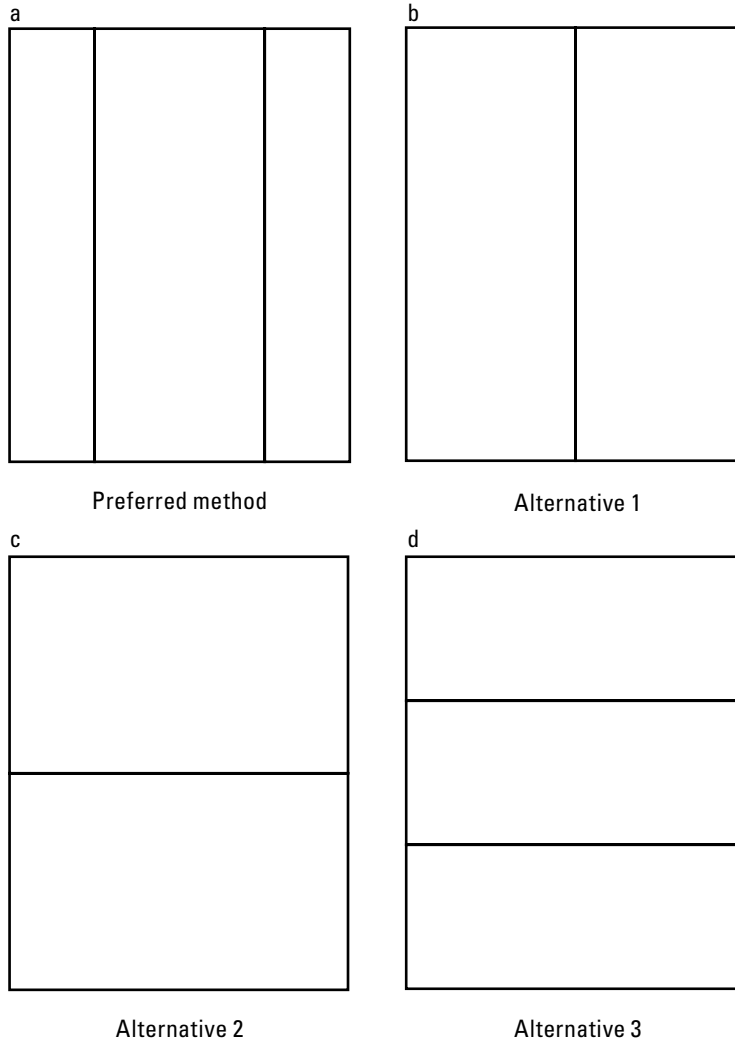 a
b
Preferred method
Alternative 1
c
d
Alternative 2
Alternative 3